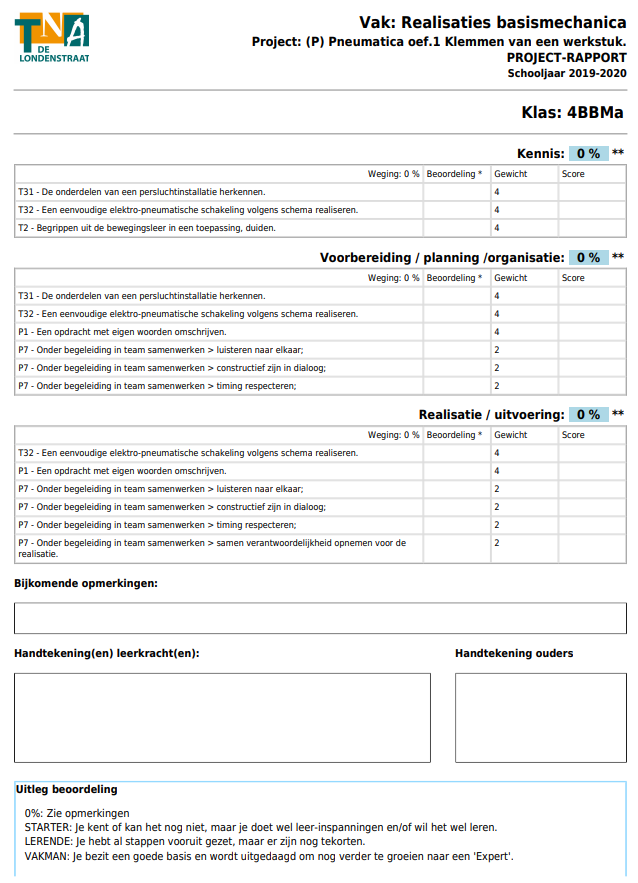 TNA
DE
LONDENSTRAAT
Vak: Realisaties basismechanica
Project: (P) Pneumatica oef.1 Klemmen van een werkstuk.
PROJECT-RAPPORT
Schooljaar 2019-2020
Klas: 4BBMa
Kennis: 0 % **
Weging: 0 % Beoordeling * Gewicht Score
T31 - De onderdelen van een persluchtinstallatie herkennen. 4
T32 - Een eenvoudige elektro-pneumatische schakeling volgens schema realiseren. 4
T2 - Begrippen uit de bewegingsleer in een toepassing, duiden. 4
Voorbereiding / planning /organisatie: 0 % **
Weging: 0 % Beoordeling * Gewicht Score
T31 - De onderdelen van een persluchtinstallatie herkennen. 4
T32 - Een eenvoudige elektro-pneumatische schakeling volgens schema realiseren. 4
P1 - Een opdracht met eigen woorden omschrijven. 4
P7 - Onder begeleiding in team samenwerken > luisteren naar elkaar; 2
P7 - Onder begeleiding in team samenwerken > constructief zijn in dialoog; 2
P7 - Onder begeleiding in team samenwerken > timing respecteren; 2
Realisatie / uitvoering: 0 % **
Weging: 0 % Beoordeling * Gewicht Score
T32 - Een eenvoudige elektro-pneumatische schakeling volgens schema realiseren. 4
P1 - Een opdracht met eigen woorden omschrijven. 4
P7 - Onder begeleiding in team samenwerken > luisteren naar elkaar; 2
P7 - Onder begeleiding in team samenwerken > constructief zijn in dialoog; 2
P7 - Onder begeleiding in team samenwerken > timing respecteren; 2
P7 - Onder begeleiding in team samenwerken > samen verantwoordelijkheid opnemen voor de 2
realisatie.
Bijkomende opmerkingen:
Handtekening(en) leerkracht(en): Handtekening ouders
Uitleg beoordeling
0%: Zie opmerkingen
STARTER: Je kent of kan het nog niet, maar je doet wel leer-inspanningen en/of wil het wel leren.
LERENDE: Je hebt al stappen vooruit gezet, maar er zijn nog tekorten.
VAKMAN: Je bezit een goede basis en wordt uitgedaagd om nog verder te groeien naar een 'Expert'.